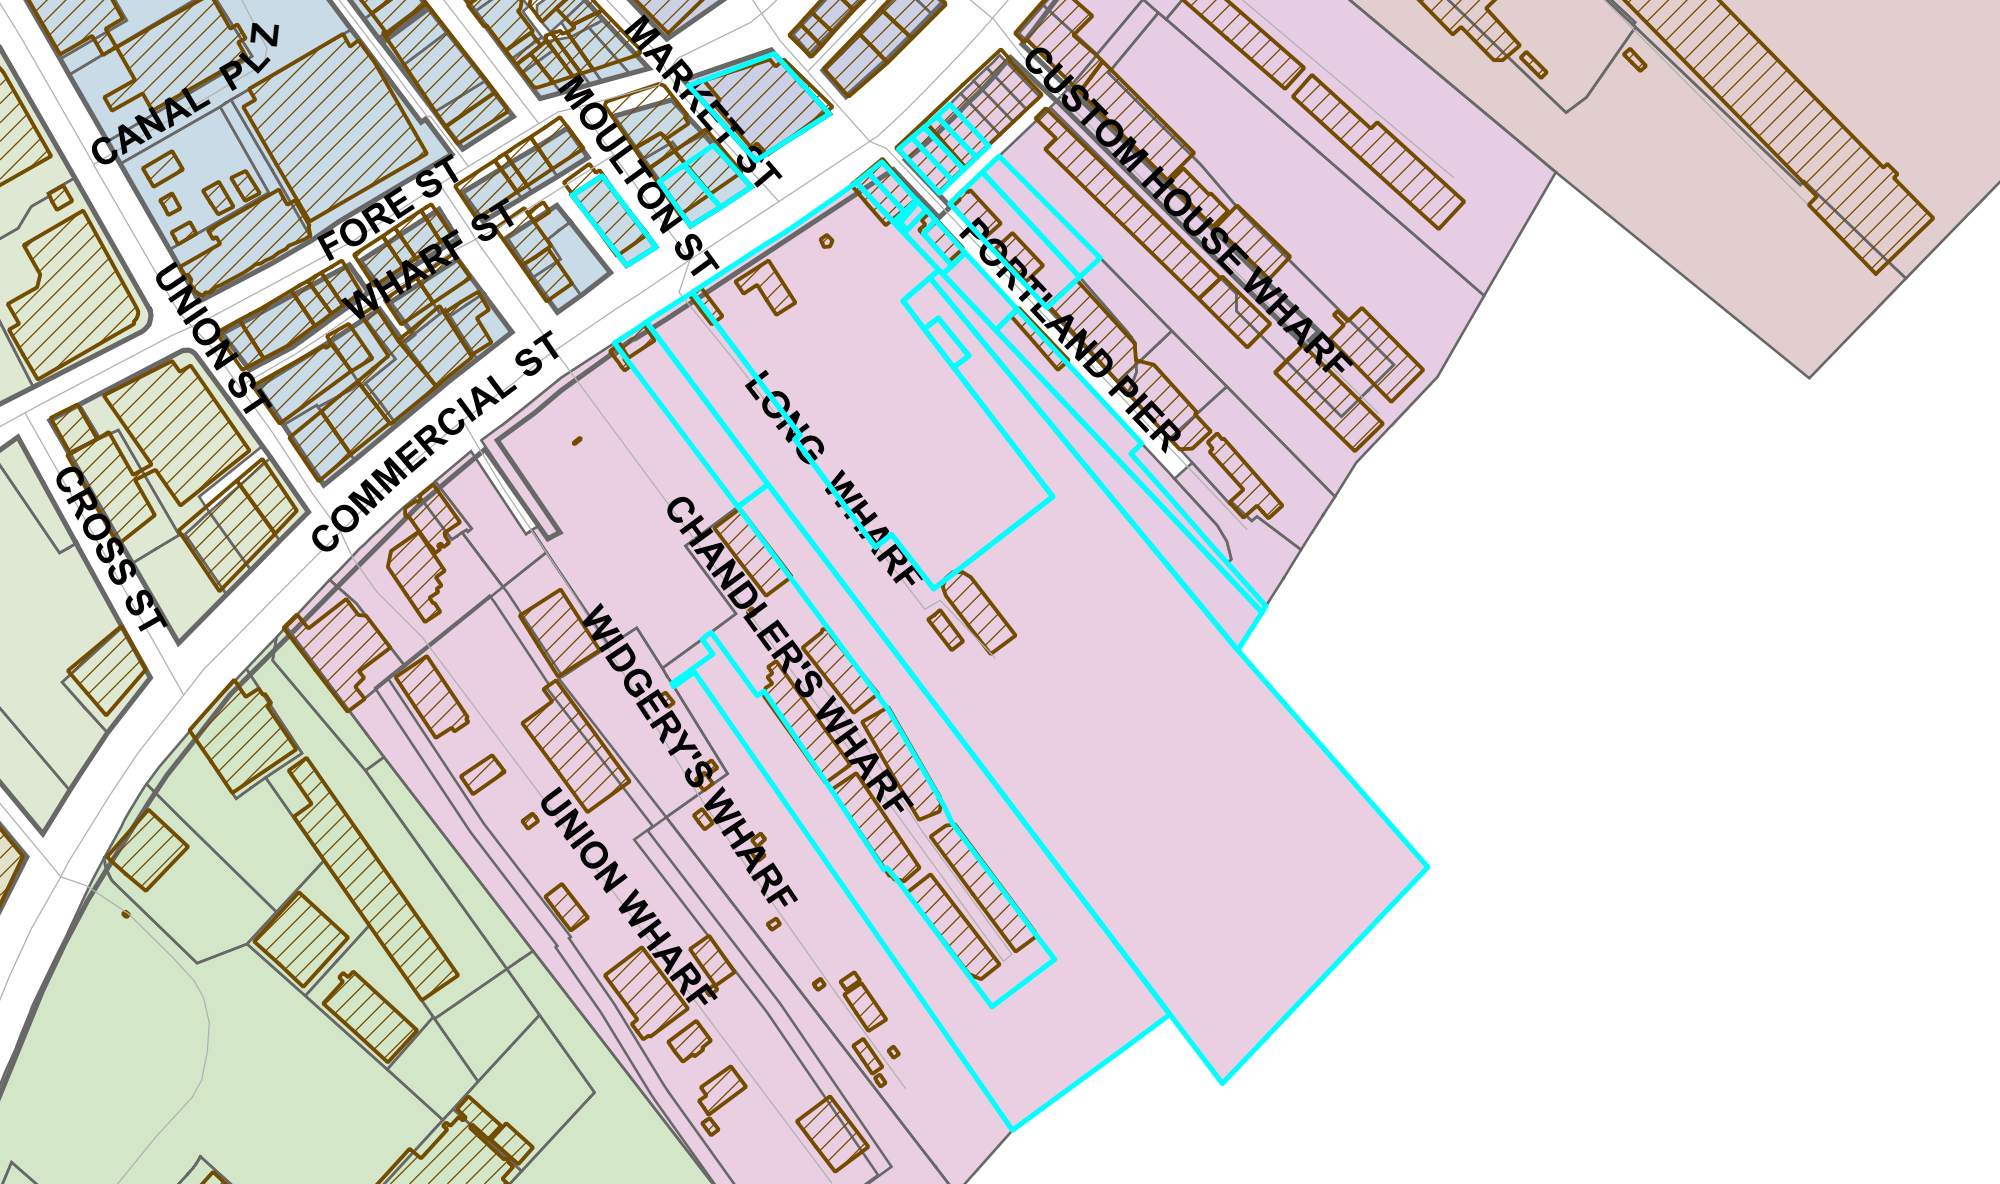 CANAL PLZ
MARKET ST
CUSTOM HOUSE WHARF
MOULTON ST
FORE ST
WHARF ST
UNION ST
PORTLAND PIER
COMMERCIAL ST
LONG WHARF
CROSS ST
CHANDLER'S WHARF
WIDGERY'S WHARF
UNION WHARF